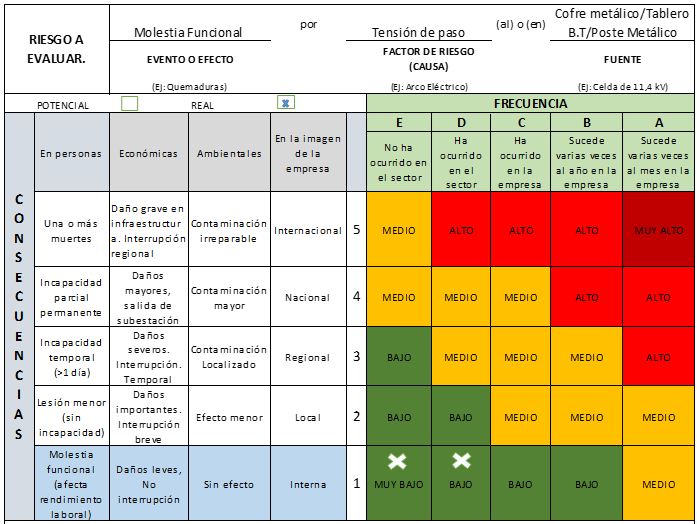 RIESGO A
EVALUAR.
Molestia Funcional
por
Tensión de paso
(al) o (en)
Cofre metálico/Tablero
B.T/Poste Metálico
EVENTO O EFECTO
FACTOR DE RIESGO
(CAUSA)
FUENTE
(Ej: Quemaduras)
(Ej: Arco Eléctrico)
(Ej: Celda de 11,4 kV)
POTENCIAL
REAL
FRECUENCIA
CONSECUENCIAS
En personas
Económicas
Ambientales
En la imagen
de la
empresa
E
D
C
B
A
No ha
ocurrido en
el sector
Ha
ocurrido
en el
sector
Ha
ocurrido
en la
empresa
Sucede
varias veces
al año en la
empresa
Sucede
varias veces
al mes en la
empresa
Una o más
muertes
Daño grave en
infraestructur
a. Interrupción
regional
Contaminación
irreparable
Internacional
5
MEDIO
ALTO
ALTO
ALTO
MUY ALTO
Incapacidad
parcial
permanente
Daños
mayores,
salida de
subestación
Contaminación
mayor
Nacional
4
MEDIO
MEDIO
MEDIO
ALTO
ALTO
Incapacidad
temporal
(>1 día)
Daños
severos.
Interrupción.
Temporal
Contaminación
Localizado
Regional
3
BAJO
MEDIO
MEDIO
MEDIO
ALTO
Lesión menor
(sin
incapacidad)
Daños
importantes.
Interrupción
breve
Efecto menor
Local
2
BAJO
BAJO
MEDIO
MEDIO
MEDIO
Molestia
funcional
(afecta
rendimiento
laboral)
Daños leves,
No
interrupción
Sin efecto
Interna
1
MUY BAJO
BAJO
BAJO
BAJO
MEDIO